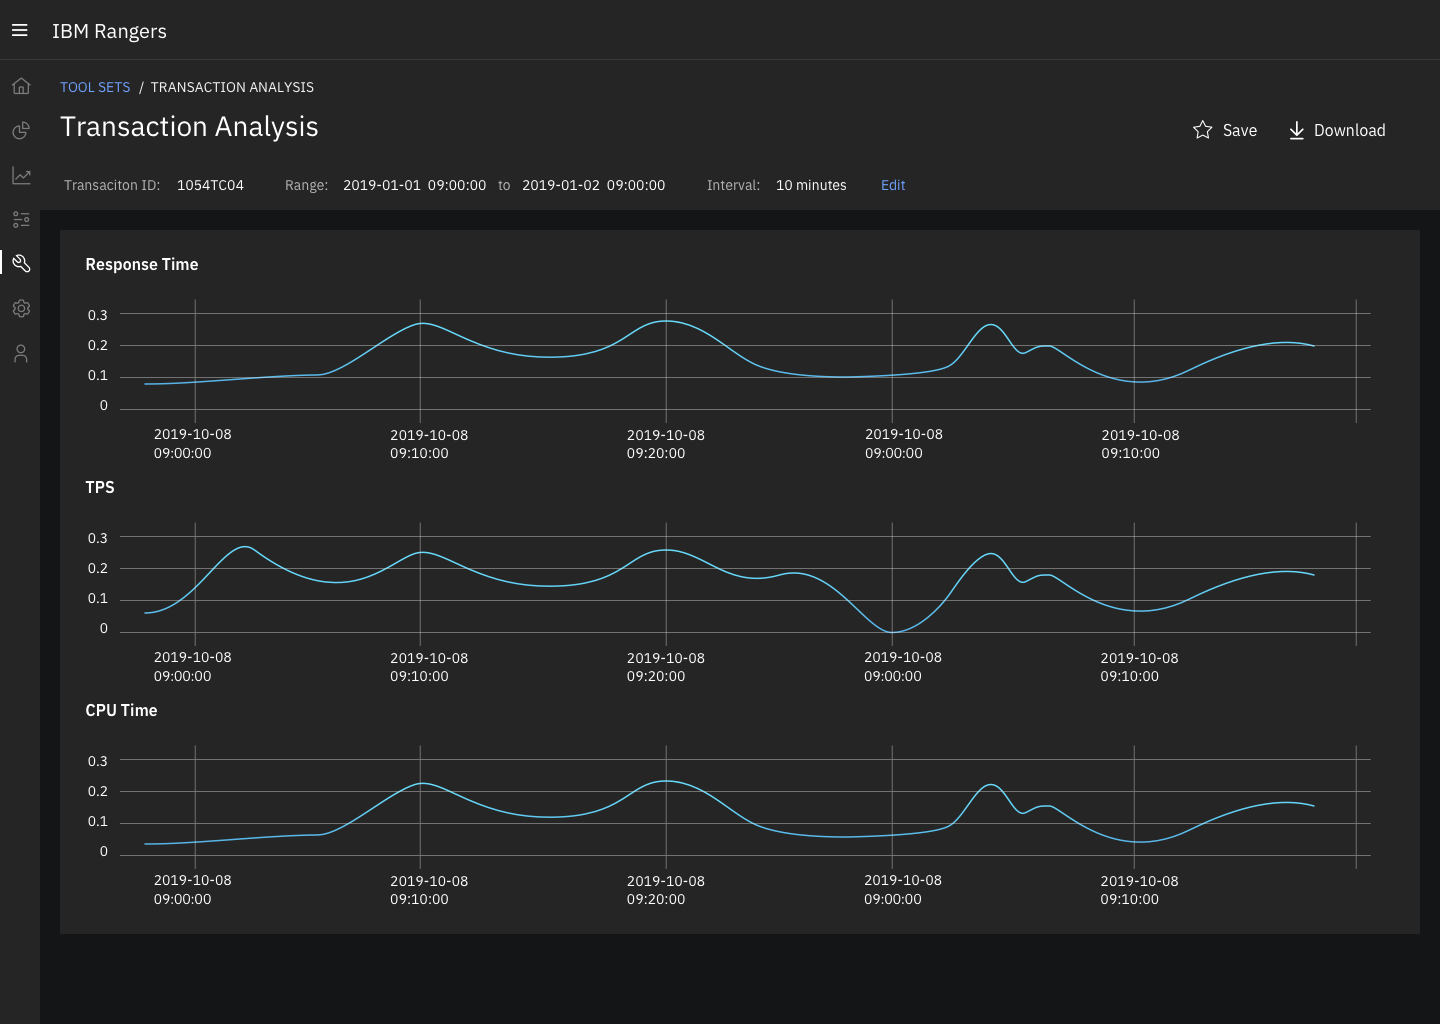 IBM Rangers
TOOL SETS / TRANSACTION ANALYSIS
Transaction Analysis
Save Download
Transaciton ID: 1054TC04 Range: 2019-01-01 09:00:00 to 2019-01-02 09:00:00 Interval: 10 minutes Edit
Response Time
0.3
0.2
0.1
0
2019-10-08 2019-10-08 2019-10-08 2019-10-08 2019-10-08
09:00:00 09:10:00 09:20:00 09:00:00 09:10:00
TPS
0.3
0.2
0.1
0
2019-10-08 2019-10-08 2019-10-08 2019-10-08 2019-10-08
09:00:00 09:10:00 09:20:00 09:00:00 09:10:00
CPU Time
0.3
0.2
0.1
0
2019-10-08 2019-10-08 2019-10-08 2019-10-08 2019-10-08
09:00:00 09:10:00 09:20:00 09:00:00 09:10:00